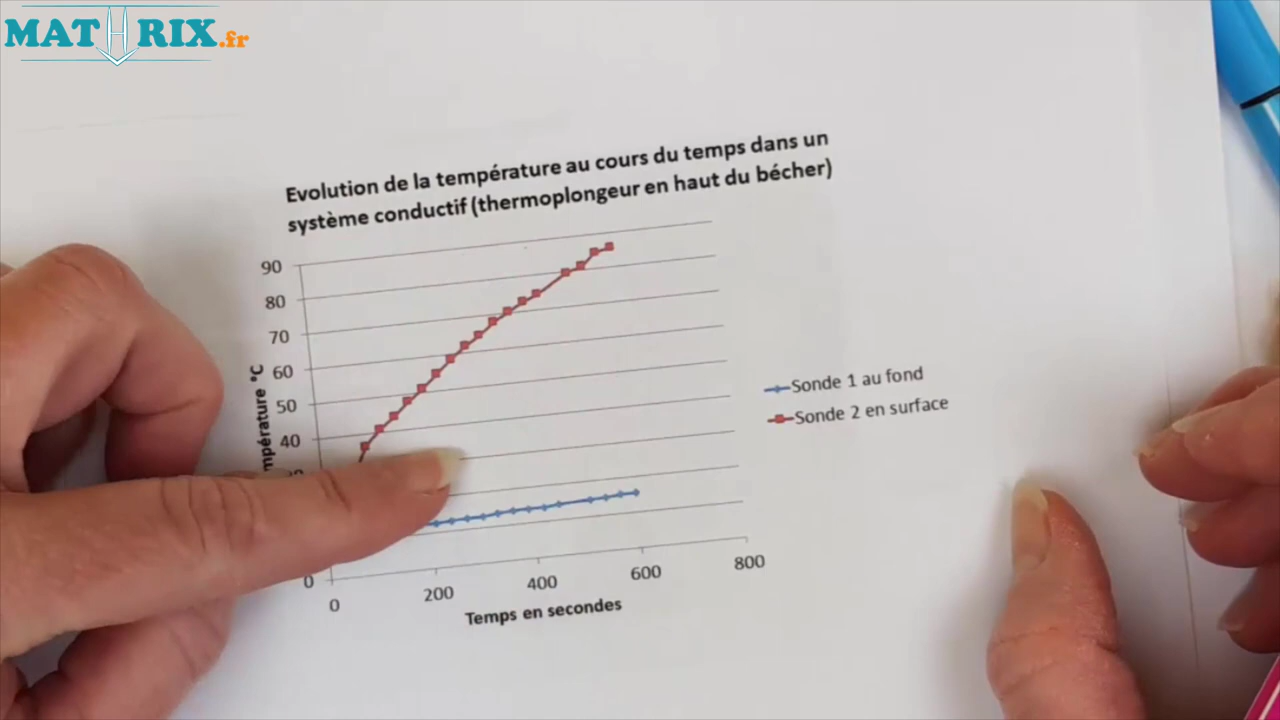 MATHRIX.fr
Evolution de la température au cours du temps dans un
système conductif (thermoplongeur en haut du bécher)
90
80
70
60
50
40
0
0
200
400
600
800
Temps en secondes
Sonde 1 au fond
Sonde 2 en surface